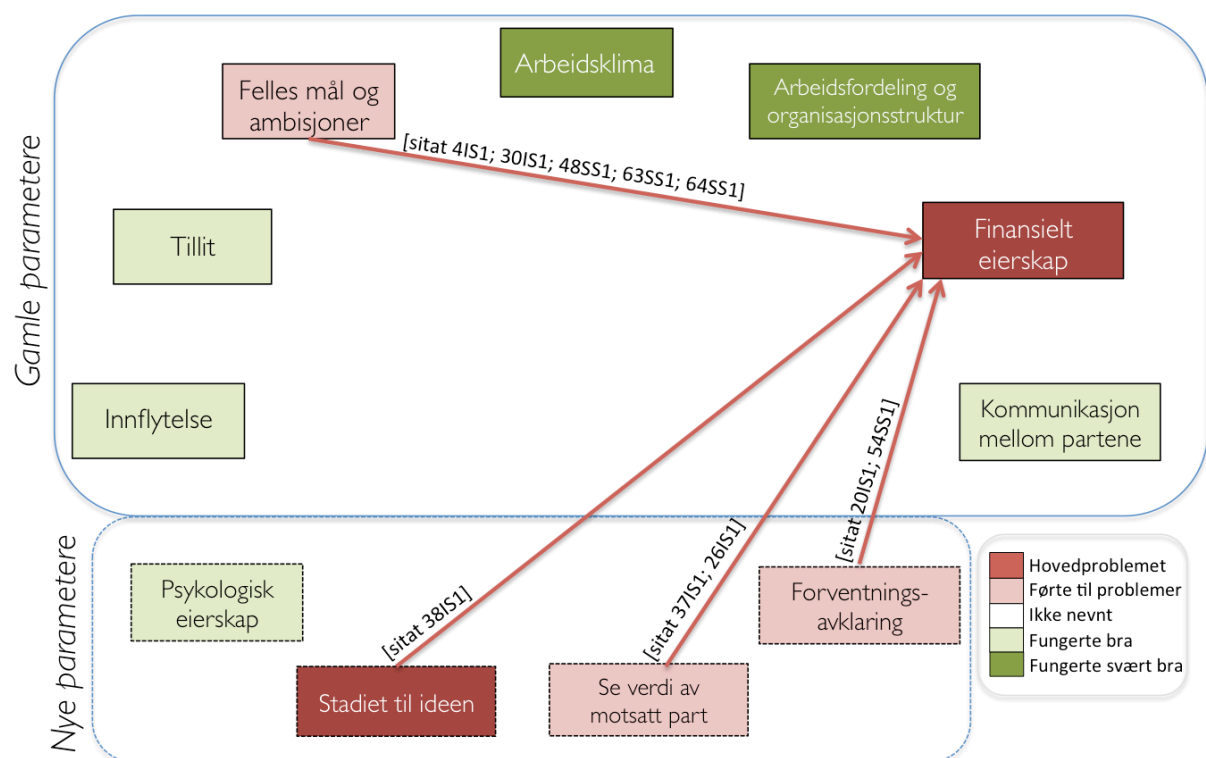 Gamle parametere
Arbeidsklima
Felles mål og
ambisjoner
Arbeidsfordeling og
organisasjonsstruktur
[sitat 4IS1; 30IS1; 48SS1; 63SS1; 64SS1]
Tillit
Finansielt
eierskap
Innflytelse
Kommunikasjon
mellom partene
Nye parametere
[sitat 38IS1]
[sitat 37IS1; 26IS1]
[sitat 20IS1; 54SS1]
Psykologisk
eierskap
Stadiet til ideen
Se verdi av
motsatt part
Forventnings-
avklaring
Hovedproblemet
Førte til problemer
Ikke nevnt
Fungerte bra
Fungerte svært bra